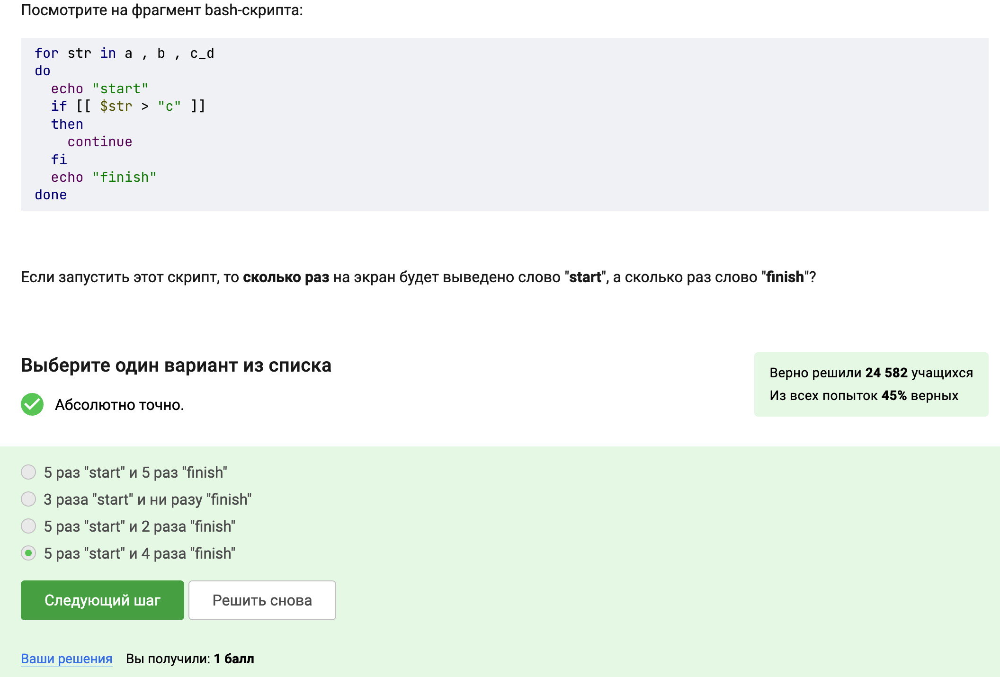 Посмотрите на фрагмент bash-скрипта:
for str in a , b , c_d
do
  echo "start"
  if [[ $str > "c" ]]
  then
    continue
  fi
  echo "finish"
done
Если запустить этот скрипт, то сколько раз на экран будет выведено слово "start", а сколько раз слово "finish"?
Выберите один вариант из списка
Верно решили 24 582 учащихся
Из всех попыток 45% верных
Абсолютно точно.
5 раз "start" и 5 раз "finish"
3 раза "start" и ни разу "finish"
5 раз "start" и 2 раза "finish"
5 раз "start" и 4 раза "finish"
Следующий шаг
Решить снова
Ваши решения
Вы получили: 1 балл